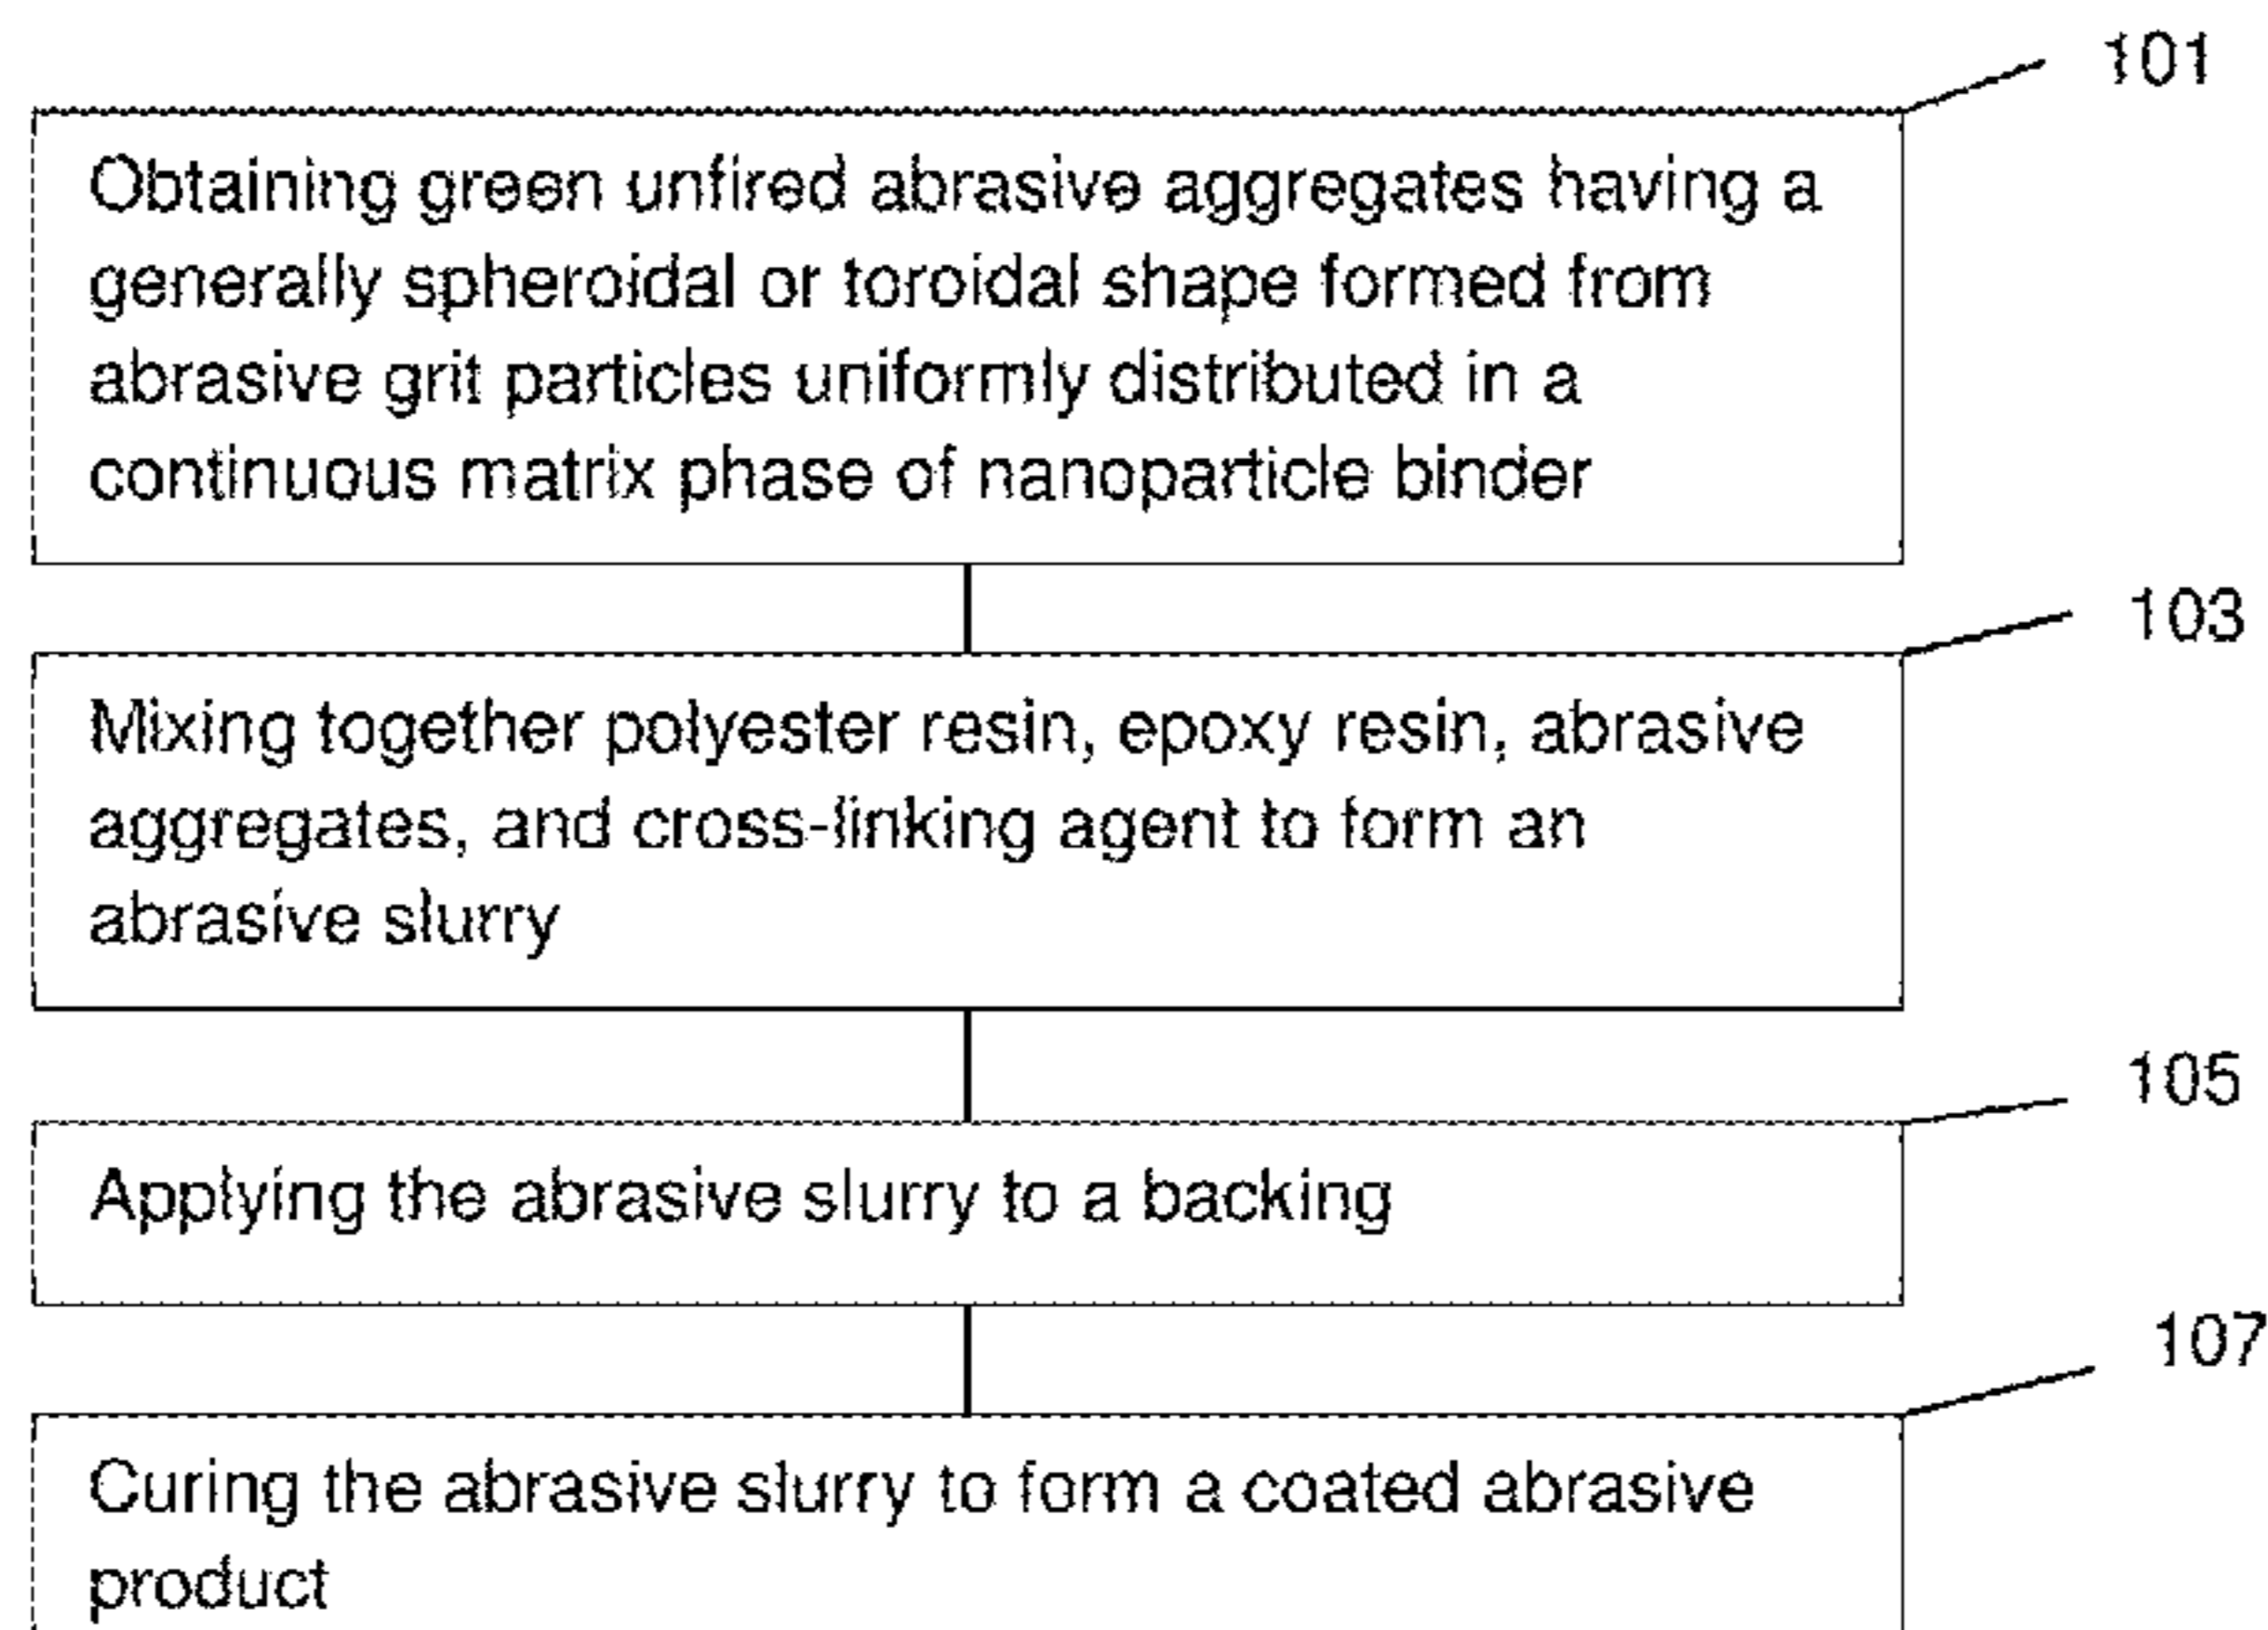 101
Obtaining green unfired abrasive aggregates having a
generally spheroidal or toroidal shape formed from
abrasive grit particles uniformly distributed in a
continuous matrix phase of nanoparticle binder
103
Mixing together polyester resin, epoxy resin, abrasive
aggregates, and cross-linking agent to form an
abrasive slurry
105
Applying the abrasive slurry to a backing
107
Curing the abrasive slurry to form a coated abrasive
product